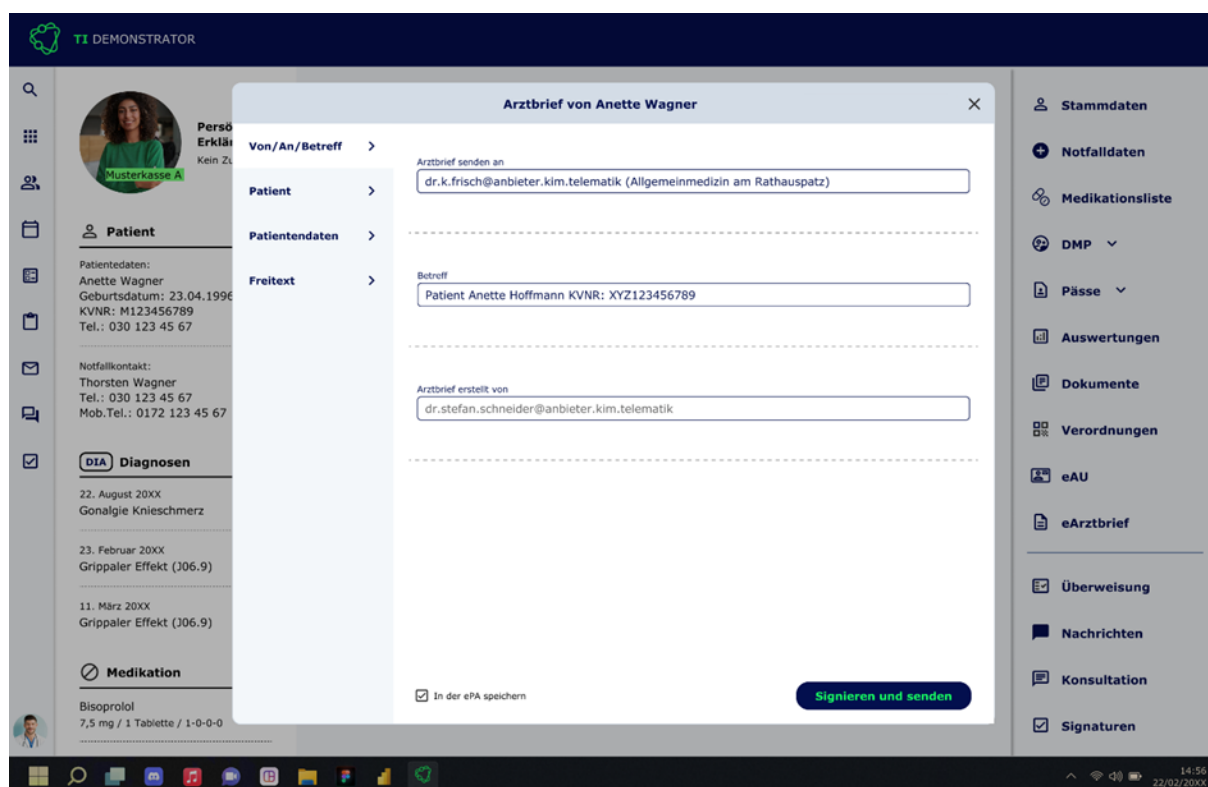 TI DEMONSTRATOR
Musterkasse A
Kein
Patient
Patientedaten:
Anette Wagner
Geburtsdatum: 23.04.1996
KVNR: M123456789
Tel.: 030 123 45 67
Notfallkontakt:
Thorsten Wagner
Tel.: 030 123 45 67
Mob.Tel.: 0172 123 45 67
DIA Diagnosen
22. August 20XX
Gonalgie Knieschmerz
23. Februar 20XX
Grippaler Effekt (J06.9)
11. März 20XX
Grippaler Effekt (J06.9)
Medikation
Bisoprolol
7,5 mg / 1 Tablette / 1-0-0-0
Arztbrief von Anette Wagner
Von/An/Betreff
Patient
Patientendaten
Freitext
Arztbrief senden an
dr.k.frisch@anbieter.kim.telematik (Allgemeinmedizin am Rathauspatz)
Betreff
Patient Anette Hoffmann KVNR: XYZ123456789
Arztbrief erstellt von
dr.stefan.schneider@anbieter.kim.telematik
In der ePA speichern
Signieren und senden
Stammdaten
Notfalldaten
Medikationsliste
DMP
Pässe
Auswertungen
Dokumente
Verordnungen
eAU
eArztbrief
Überweisung
Nachrichten
Konsultation
Signaturen
14:56
22/02/20XX